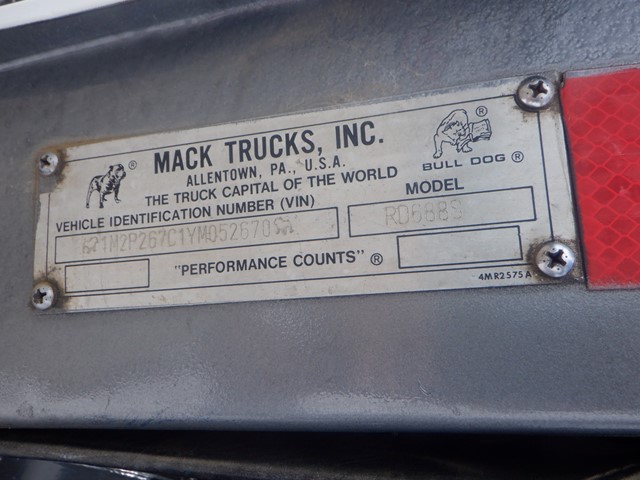 MACK TRUCKS, INC.
ALLENTOWN, PA., U.S.A.
THE TRUCK CAPITAL OF THE WORLD
BULL DOG ®
VEHICLE IDENTIFICATION NUMBER (VIN)
MODEL
1M2P267C1YM052670
RD688S
"PERFORMANCE COUNTS" ®
4MR2575A